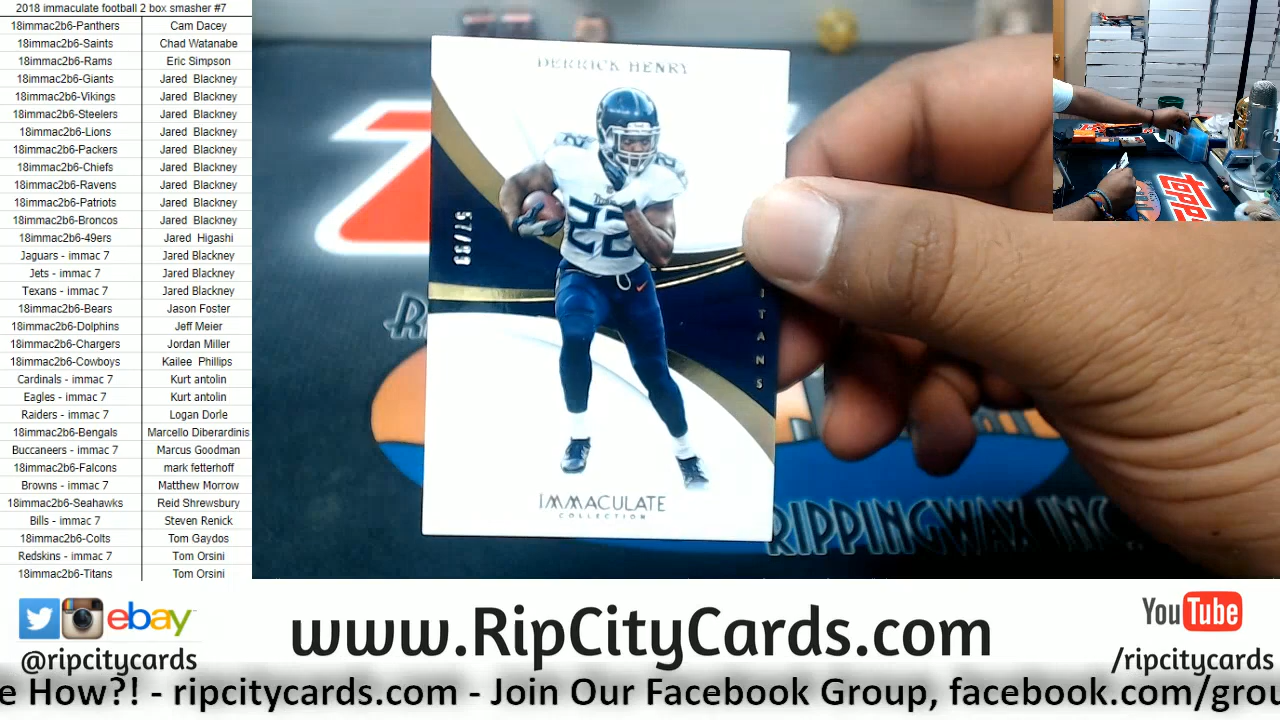 2018 immaculate football 2 box smasher #7
18immac2b6-Panthers Cam Dacey
18immac2b6-Saints Chad Watanabe
18immac2b6-Rams Eric Simpson
18immac2b6-Giants Jared Blackney
18immac2b6-Vikings Jared Blackney
18immac2b6-Steelers Jared Blackney
18immac2b6-Lions Jared Blackney
18immac2b6-Packers Jared Blackney
18immac2b6-Chiefs Jared Blackney
18immac2b6-Ravens Jared Blackney
18immac2b6-Patriots Jared Blackney
18immac2b6-Broncos Jared Blackney
18immac2b6-49ers Jared Higashi
Jaguars - immac 7 Jared Blackney
Jets - immac 7 Jared Blackney
Texans - immac 7 Jared Blackney
18immac2b6-Bears Jason Foster
18immac2b6-Dolphins Jeff Meier
18immac2b6-Chargers Jordan Miller
18immac2b6-Cowboys Kailee Phillips
Cardinals - immac 7 Kurt antolin
Eagles - immac 7 Kurt antolin
Raiders - immac 7 Logan Dorle
18immac2b6-Bengals Marcello Diberardinis
Buccaneers - immac 7 Marcus Goodman
18immac2b6-Falcons mark fetterhoff
Browns - immac 7 Matthew Morrow
18immac2b6-Seahawks Reid Shrewsbury
Bills - immac 7 Steven Renick
18immac2b6-Colts Tom Gaydos
Redskins - immac 7 Tom Orsini
18immac2b6-Titans Tom Orsini
DERRICK HENRY
57/99
22
ITANS
IMMACULATE
COLLECTION
RIPPINGWAX INC.
topps
ebay
@ripcitycards
www.RipCityCards.com
YouTube
/ripcitycards
e How?! - ripcitycards.com - Join Our Facebook Group, facebook.com/grou